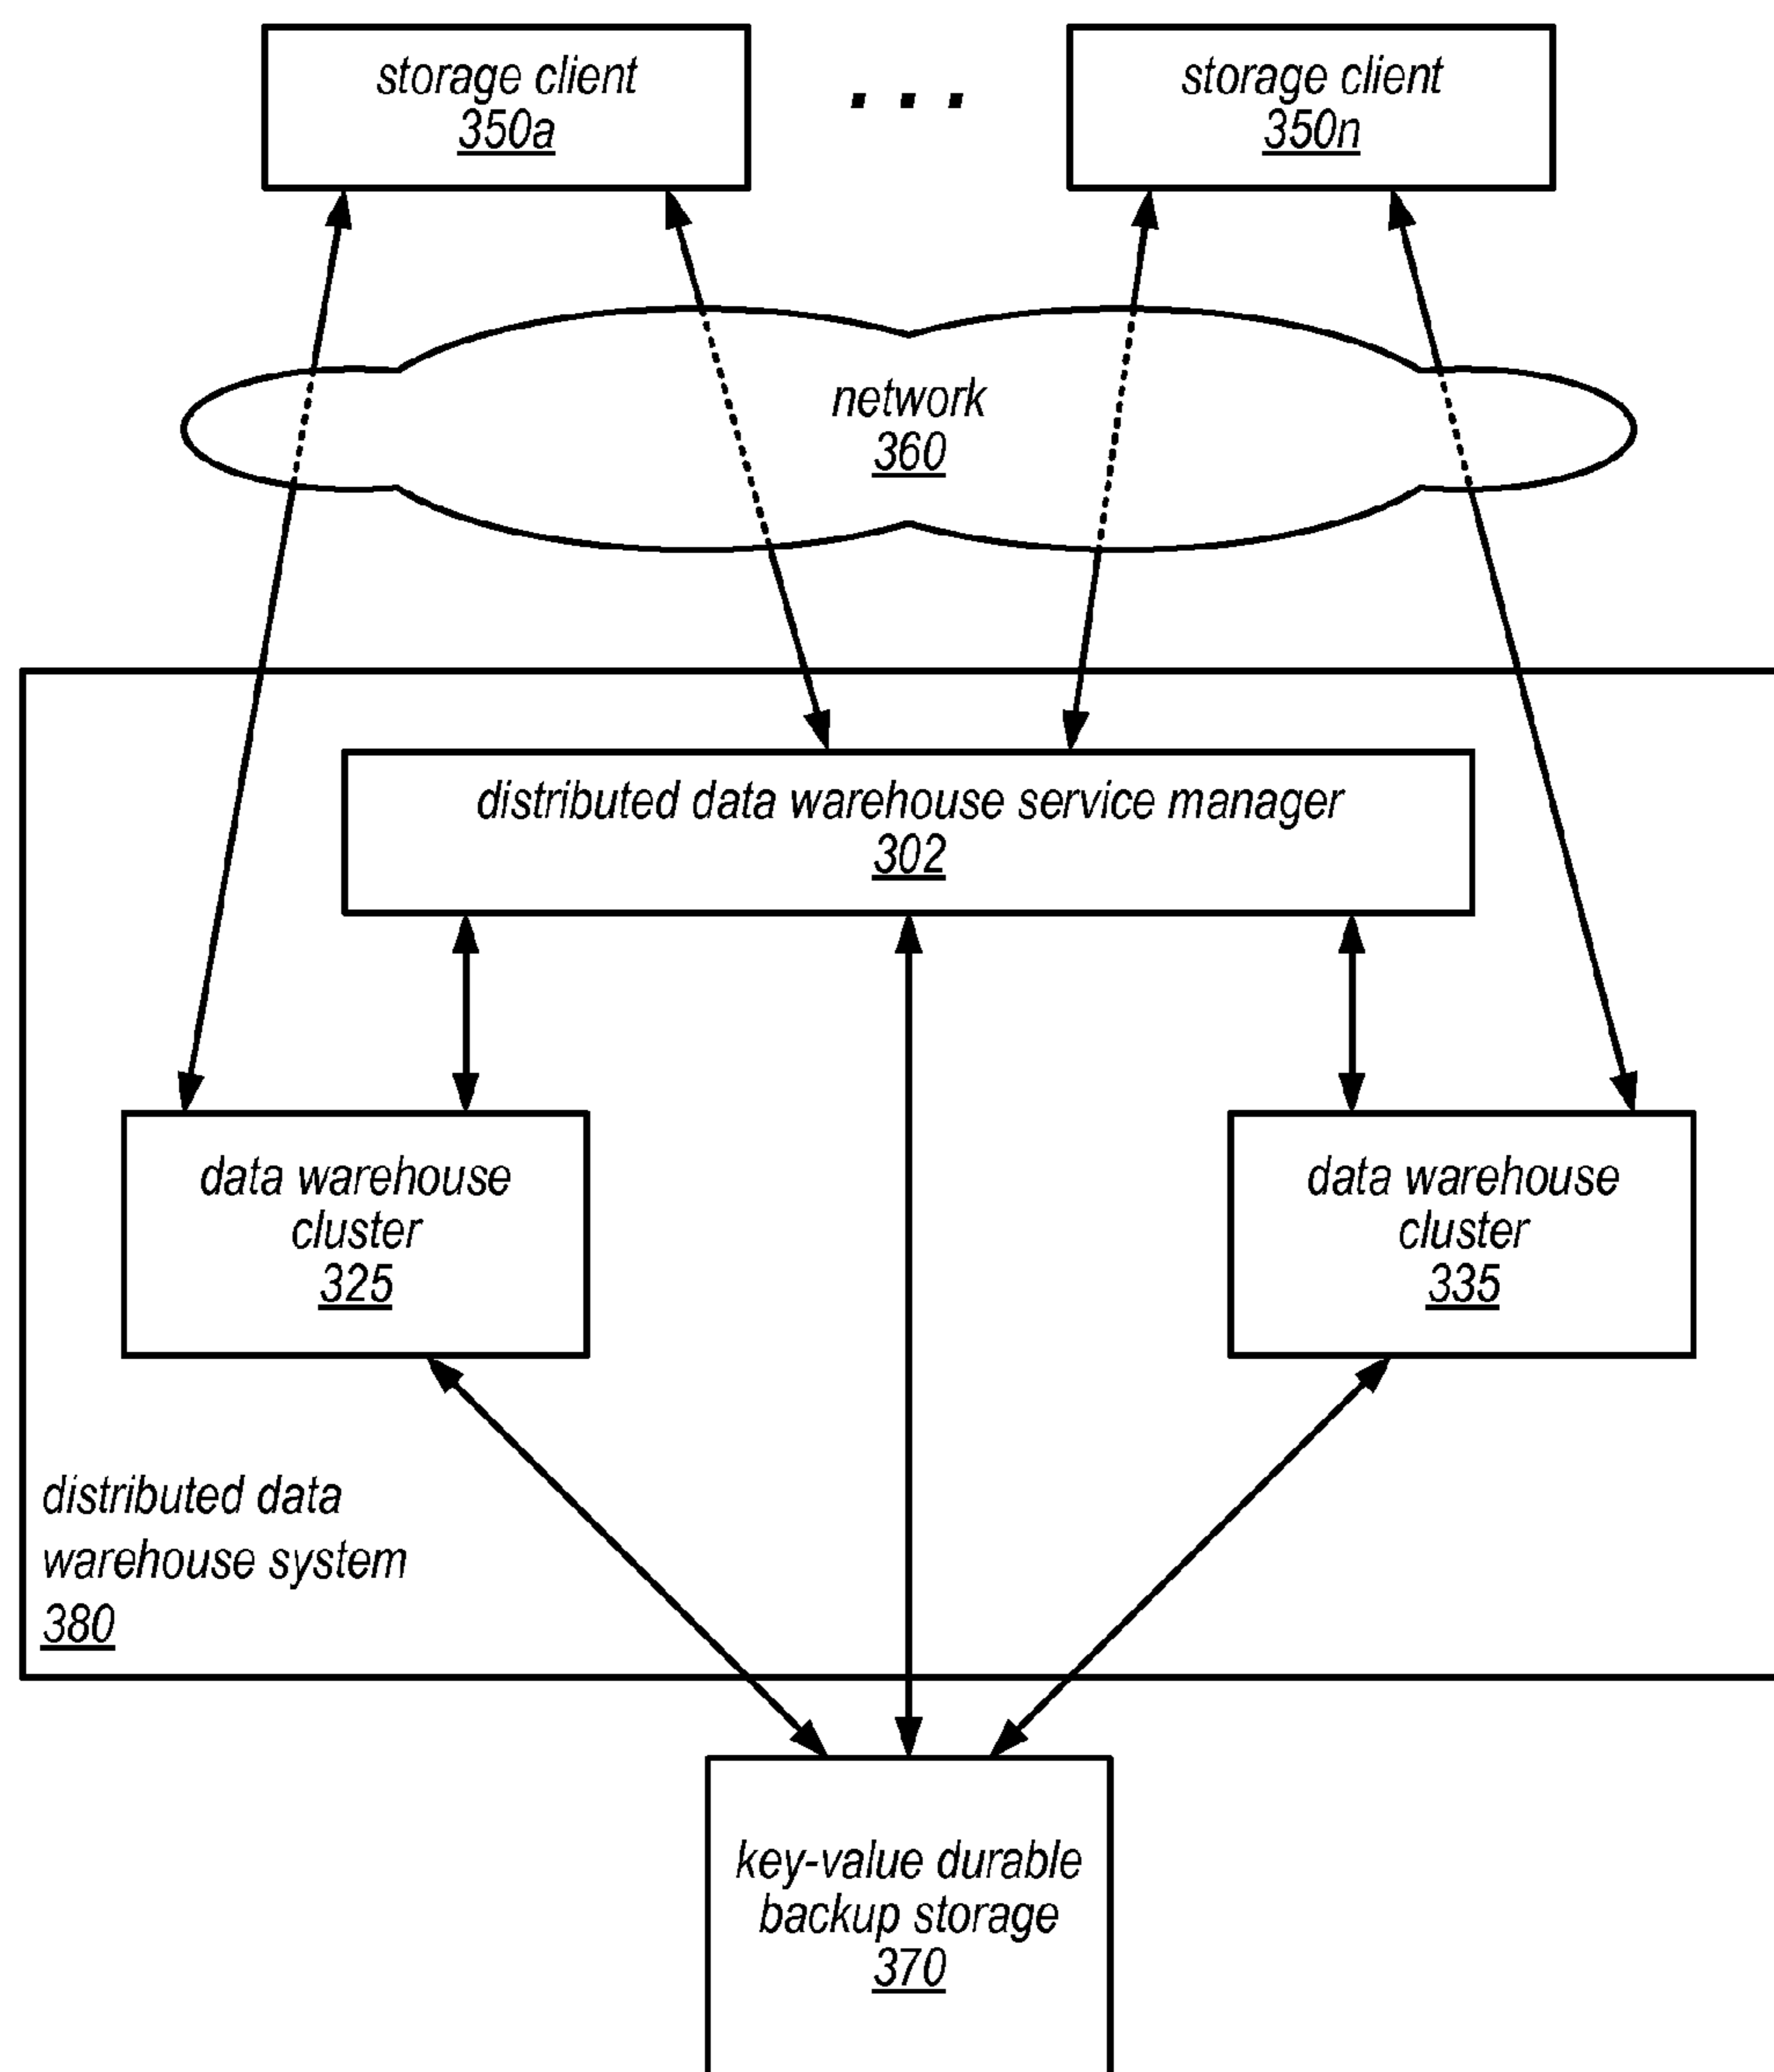 storage client
350a
. . .
storage client
350n
network
360
distributed data warehouse service manager
302
data warehouse
cluster
325
data warehouse
cluster
335
distributed data
warehouse system
380
key-value durable
backup storage
370